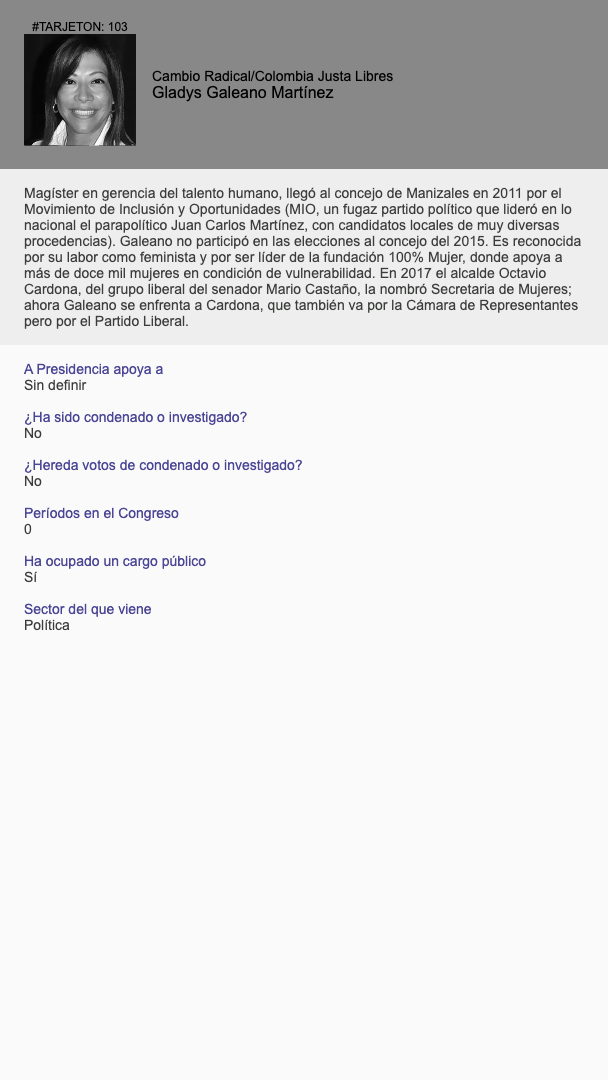 #TARJETON: 103
Cambio Radical/Colombia Justa Libres
Gladys Galeano Martínez
Magíster en gerencia del talento humano, llegó al concejo de Manizales en 2011 por el
Movimiento de Inclusión y Oportunidades (MIO, un fugaz partido político que lideró en lo
nacional el parapolítico Juan Carlos Martínez, con candidatos locales de muy diversas
procedencias). Galeano no participó en las elecciones al concejo del 2015. Es reconocida
por su labor como feminista y por ser líder de la fundación 100% Mujer, donde apoya a
más de doce mil mujeres en condición de vulnerabilidad. En 2017 el alcalde Octavio
Cardona, del grupo liberal del senador Mario Castaño, la nombró Secretaria de Mujeres;
ahora Galeano se enfrenta a Cardona, que también va por la Cámara de Representantes
pero por el Partido Liberal.
A Presidencia apoya a
Sin definir
¿Ha sido condenado o investigado?
No
¿Hereda votos de condenado o investigado?
No
Períodos en el Congreso
0
Ha ocupado un cargo público
Sí
Sector del que viene
Política